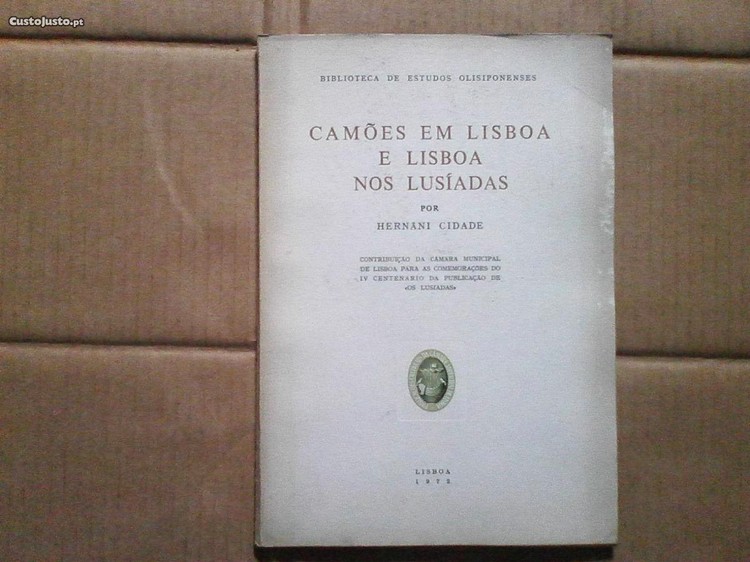 CustoJusto.pt
BIBLIOTECA DE ESTUDOS OLISIPONENSES
CAMÕES EM LISBOA
E LISBOA
NOS LUSÍADAS
POR
HERNÂNI CIDADE
CONTRIBUIÇÃO DA CÂMARA MUNICIPAL
DE LISBOA PARA AS COMEMORAÇÕES DO
IV CENTENÁRIO DA PUBLICAÇÃO DE
«OS LUSÍADAS»
LISBOA
1972